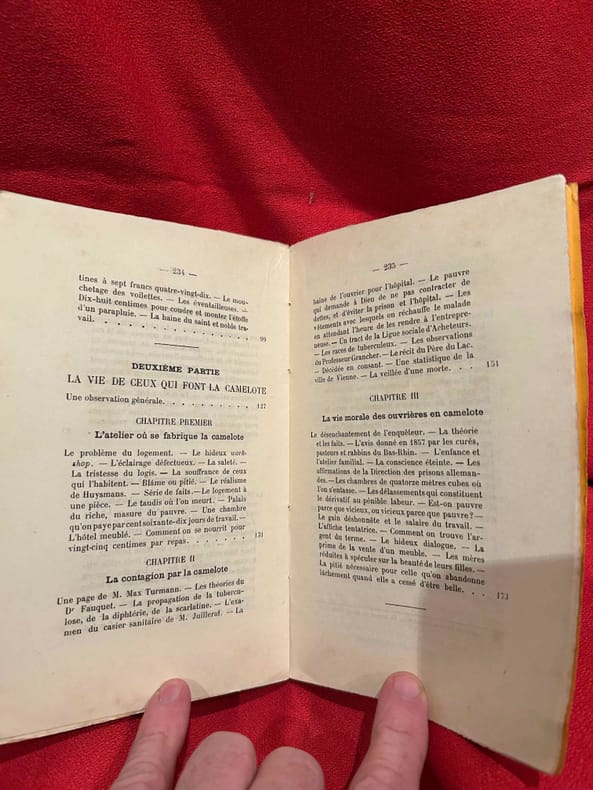 — 234 —
tines à sept francs quatre-vingt-dix. — Le mou-
chetage des voilettes. — Les éventailleuses. —
Dix-huit centimes pour coudre et monter l'étoffe
d'un parapluie. — La haine du saint et noble tra-
vail. . . . . . . . . . . . . 99
DEUXIÈME PARTIE
LA VIE DE CEUX QUI FONT LA CAMELOTE
Une observation générale. . . . . . . . . . 127
CHAPITRE PREMIER
L'atelier où se fabrique la camelote
Le problème du logement. — Le hideux work-
shop. — L'éclairage défectueux. — La saleté. —
La tristesse du logis. — La souffrance de ceux
qui l'habitent. — Blâme ou pitié. — Le réalisme
de Huysmans. — Série de faits. — Le logement à
une pièce. — Le taudis où l'on meurt. — Palais
du riche, masure du pauvre. — Une chambre
qu'on paye par cent soixante-dix jours de travail. —
L'hôtel meublé. — Comment on se nourrit pour
vingt-cinq centimes par repas. . . . . . . 131
CHAPITRE II
La contagion par la camelote
Une page de M. Max Turmann. — Les théories du
Dr Fauquet. — La propagation de la tubercu-
lose, de la diphtérie, de la scarlatine. — L'exa-
men du casier sanitaire de M. Juillerat. — La
— 235 —
haine de l'ouvrier pour l'hôpital. — Le pauvre
qui demande à Dieu de ne pas contracter de
dettes, et d'éviter la prison et l'hôpital. — Les
vêtements avec lesquels on réchauffe le malade
en attendant l'heure de les rendre à l'entrepre-
neuse. — Un tract de la Ligue sociale d'Acheteurs.
— Les races de tuberculeux. — Les observations
du Professeur Grancher. — Le récit du Père du Lac.
— Décédée en cousant. — Une statistique de la
ville de Vienne. — La veillée d'une morte. . . 151
CHAPITRE III
La vie morale des ouvrières en camelote
Le désenchantement de l'enquêteur. — La théorie
et les faits. — L'avis donné en 1857 par les curés,
pasteurs et rabbins du Bas-Rhin. — L'enfance et
l'atelier familial. — La conscience éteinte. — Les
affirmations de la Direction des prisons alleman-
des. — Les chambres de quatorze mètres cubes où
l'on s'entasse. — Les délassements qui constituent
le dérivatif au pénible labeur. — Est-on pauvre
parce que vicieux, ou vicieux parce que pauvre ? —
Le gain déshonnête et le salaire du travail. —
L'affiche tentatrice. — Comment on trouve l'ar-
gent du terme. — Le hideux dialogue. — La
prime de la vente d'un meuble. — Les mères
réduites à spéculer sur la beauté de leurs filles. —
La pitié nécessaire pour celle qu'on abandonne
lâchement quand elle a cessé d'être belle. . . . 173